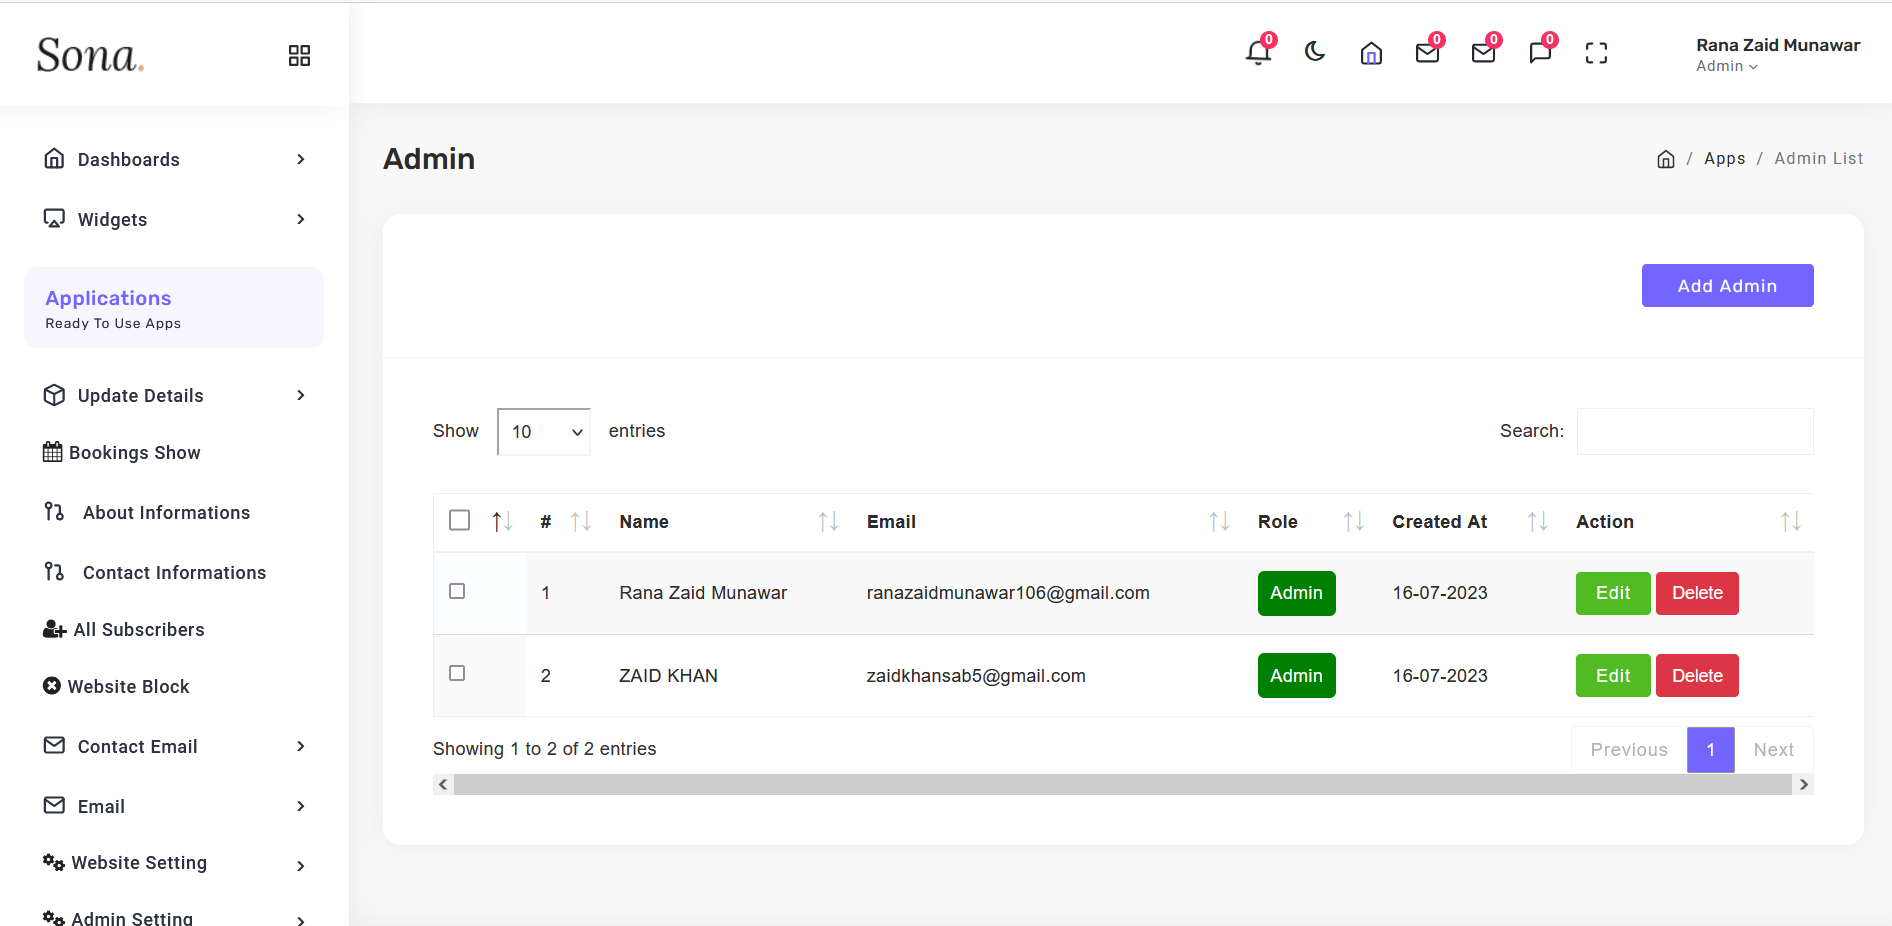 Sona.
0
0
0
0
Rana Zaid Munawar
Admin
Dashboards
Widgets
Applications
Ready To Use Apps
Update Details
Bookings Show
About Informations
Contact Informations
All Subscribers
Website Block
Contact Email
Email
Website Setting
Admin Setting
Admin
/ Apps / Admin List
Add Admin
Show 10 entries
Search:
# Name Email Role Created At Action
1 Rana Zaid Munawar ranazaidmunawar106@gmail.com Admin 16-07-2023 Edit Delete
2 ZAID KHAN zaidkhansab5@gmail.com Admin 16-07-2023 Edit Delete
Showing 1 to 2 of 2 entries
Previous 1 Next